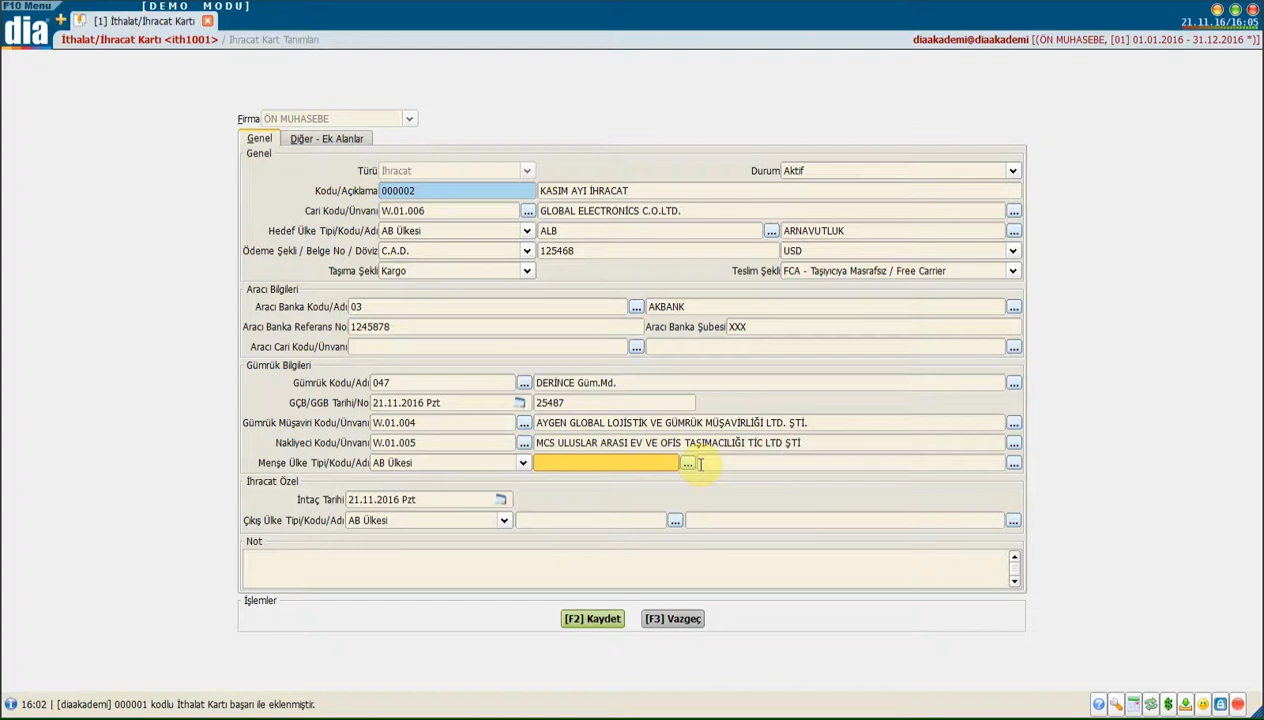 F10 Menu
[ D E M O   M O D U ]
dia
[1] İthalat/İhracat Kartı
21.11.16/16:05
İthalat/İhracat Kartı <ith1001> / İhracat Kart Tanımları
diaakademi@diaakademi [(ÖN MUHASEBE, [01] 01.01.2016 - 31.12.2016 *)]
Firma ÖN MUHASEBE
Genel Diğer - Ek Alanlar
Genel
Türü İhracat Durum Aktif
Kodu/Açıklama 000002 KASIM AYI İHRACAT
Cari Kodu/Ünvanı W.01.006 ... GLOBAL ELECTRONİCS C.O.LTD. ...
Hedef Ülke Tipi/Kodu/Adı AB Ülkesi ALB ... ARNAVUTLUK ...
Ödeme Şekli / Belge No / Döviz C.A.D. 125468 USD
Taşıma Şekli Kargo Teslim Şekli FCA - Taşıyıcıya Masrafsız / Free Carrier
Aracı Bilgileri
Aracı Banka Kodu/Adı 03 ... AKBANK ...
Aracı Banka Referans No 1245878 Aracı Banka Şubesi XXX
Aracı Cari Kodu/Ünvanı ... ...
Gümrük Bilgileri
Gümrük Kodu/Adı 047 ... DERİNCE Güm.Md. ...
GÇB/GGB Tarihi/No 21.11.2016 Pzt 25487
Gümrük Müşaviri Kodu/Ünvanı W.01.004 ... AYGEN GLOBAL LOJİSTİK VE GÜMRÜK MÜŞAVİRLİĞİ LTD. ŞTİ. ...
Nakliyeci Kodu/Ünvanı W.01.005 ... MCS ULUSLAR ARASI EV VE OFİS TAŞIMACILIĞI TİC LTD ŞTİ ...
Menşe Ülke Tipi/Kodu/Adı AB Ülkesi ... ...
İhracat Özel
İntaç Tarihi 21.11.2016 Pzt
Çıkış Ülke Tipi/Kodu/Adı AB Ülkesi ... ...
Not
İşlemler
[F2] Kaydet [F3] Vazgeç
16:02 | [diaakademi] 000001 kodlu İthalat Kartı başarı ile eklenmiştir.